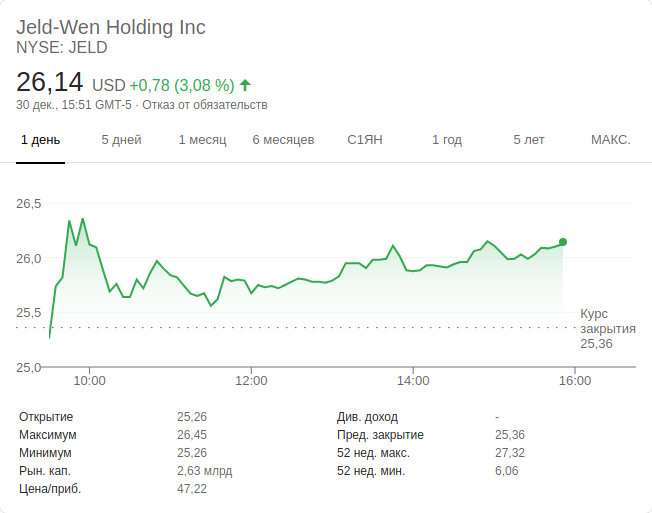 Jeld-Wen Holding Inc
NYSE: JELD
26,14 USD +0,78 (3,08 %)
30 дек., 15:51 GMT-5 · Отказ от обязательств
1 день 5 дней 1 месяц 6 месяцев С1ЯН 1 год 5 лет МАКС.
26,5
26,0
25,5
25,0
Курс
закрытия
25,36
10:00 12:00 14:00 16:00
Открытие 25,26 Див. доход -
Максимум 26,45 Пред. закрытие 25,36
Минимум 25,26 52 нед. макс. 27,32
Рын. кап. 2,63 млрд 52 нед. мин. 6,06
Цена/приб. 47,22